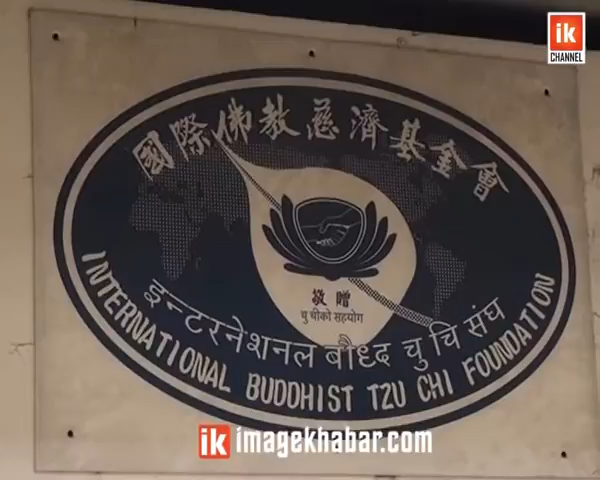 ik
CHANNEL
國際佛教慈濟基金會
敬贈
चु चीको सहयोग
इन्टरनेशनल बौध्द चु चि संघ
INTERNATIONAL BUDDHIST TZU CHI FOUNDATION
ik imagekhabar.com